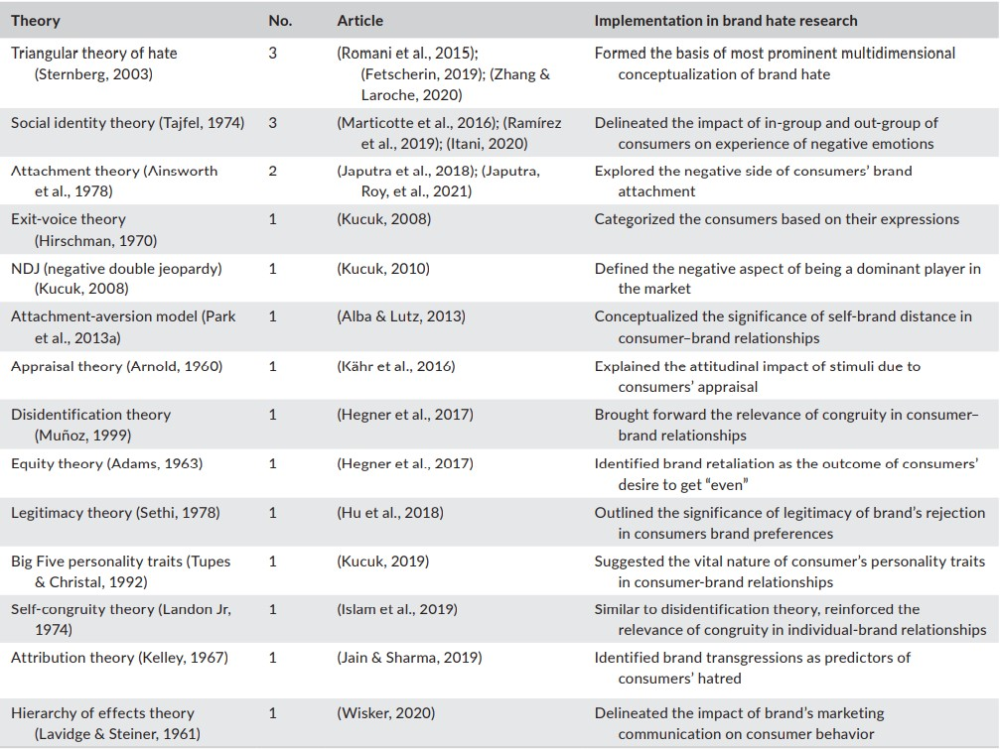 Theory No. Article Implementation in brand hate research
Triangular theory of hate 3 (Romani et al., 2015); Formed the basis of most prominent multidimensional
(Sternberg, 2003) (Fetscherin, 2019); (Zhang & conceptualization of brand hate
Laroche, 2020)
Social identity theory (Tajfel, 1974) 3 (Marticotte et al., 2016); (Ramírez Delineated the impact of in-group and out-group of
et al., 2019); (Itani, 2020) consumers on experience of negative emotions
Attachment theory (Ainsworth 2 (Japutra et al., 2018); (Japutra, Explored the negative side of consumers' brand
et al., 1978) Roy, et al., 2021) attachment
Exit-voice theory 1 (Kucuk, 2008) Categorized the consumers based on their expressions
(Hirschman, 1970)
NDJ (negative double jeopardy) 1 (Kucuk, 2010) Defined the negative aspect of being a dominant player in
(Kucuk, 2008) the market
Attachment-aversion model (Park 1 (Alba & Lutz, 2013) Conceptualized the significance of self-brand distance in
et al., 2013a) consumer–brand relationships
Appraisal theory (Arnold, 1960) 1 (Kähr et al., 2016) Explained the attitudinal impact of stimuli due to
consumers' appraisal
Disidentification theory 1 (Hegner et al., 2017) Brought forward the relevance of congruity in consumer–
(Muñoz, 1999) brand relationships
Equity theory (Adams, 1963) 1 (Hegner et al., 2017) Identified brand retaliation as the outcome of consumers'
desire to get “even”
Legitimacy theory (Sethi, 1978) 1 (Hu et al., 2018) Outlined the significance of legitimacy of brand's rejection
in consumers brand preferences
Big Five personality traits (Tupes 1 (Kucuk, 2019) Suggested the vital nature of consumer's personality traits
& Christal, 1992) in consumer-brand relationships
Self-congruity theory (Landon Jr, 1 (Islam et al., 2019) Similar to disidentification theory, reinforced the
1974) relevance of congruity in individual-brand relationships
Attribution theory (Kelley, 1967) 1 (Jain & Sharma, 2019) Identified brand transgressions as predictors of
consumers' hatred
Hierarchy of effects theory 1 (Wisker, 2020) Delineated the impact of brand's marketing
(Lavidge & Steiner, 1961) communication on consumer behavior